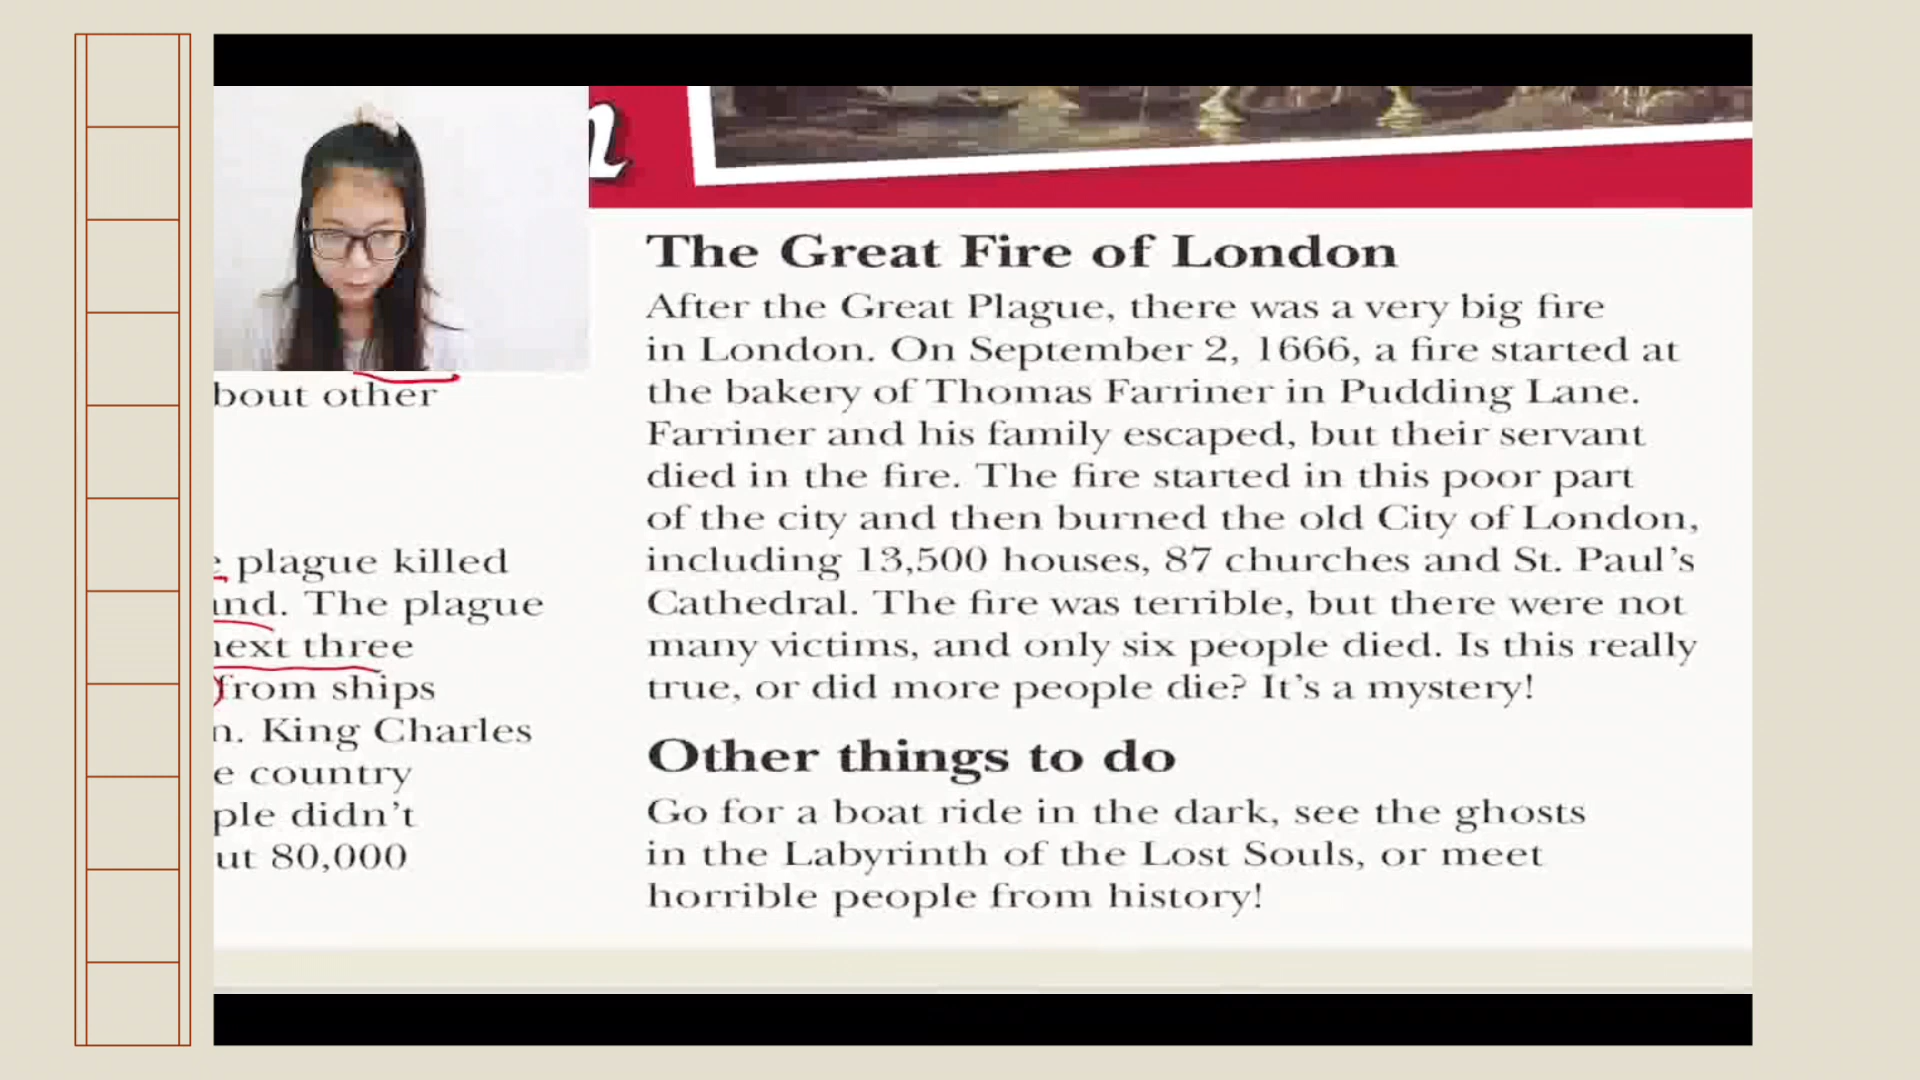 n
bout other
plague killed
nd. The plague
next three
from ships
n. King Charles
e country
ple didn't
ut 80,000
The Great Fire of London
After the Great Plague, there was a very big fire
in London. On September 2, 1666, a fire started at
the bakery of Thomas Farriner in Pudding Lane.
Farriner and his family escaped, but their servant
died in the fire. The fire started in this poor part
of the city and then burned the old City of London,
including 13,500 houses, 87 churches and St. Paul's
Cathedral. The fire was terrible, but there were not
many victims, and only six people died. Is this really
true, or did more people die? It's a mystery!
Other things to do
Go for a boat ride in the dark, see the ghosts
in the Labyrinth of the Lost Souls, or meet
horrible people from history!